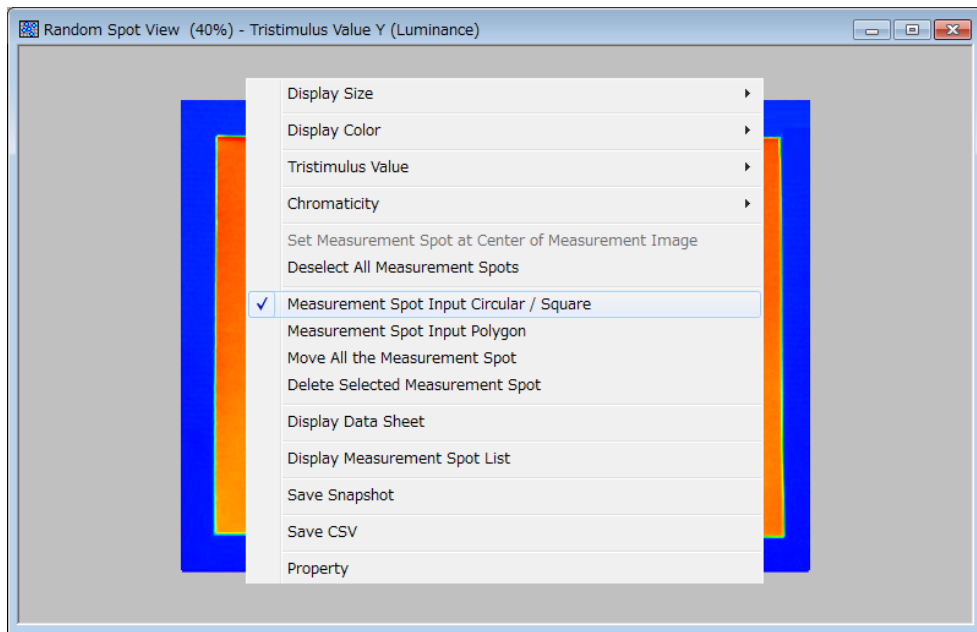 Random Spot View (40%) - Tristimulus Value Y (Luminance)
Display Size
Display Color
Tristimulus Value
Chromaticity
Set Measurement Spot at Center of Measurement Image
Deselect All Measurement Spots
Measurement Spot Input Circular / Square
Measurement Spot Input Polygon
Move All the Measurement Spot
Delete Selected Measurement Spot
Display Data Sheet
Display Measurement Spot List
Save Snapshot
Save CSV
Property